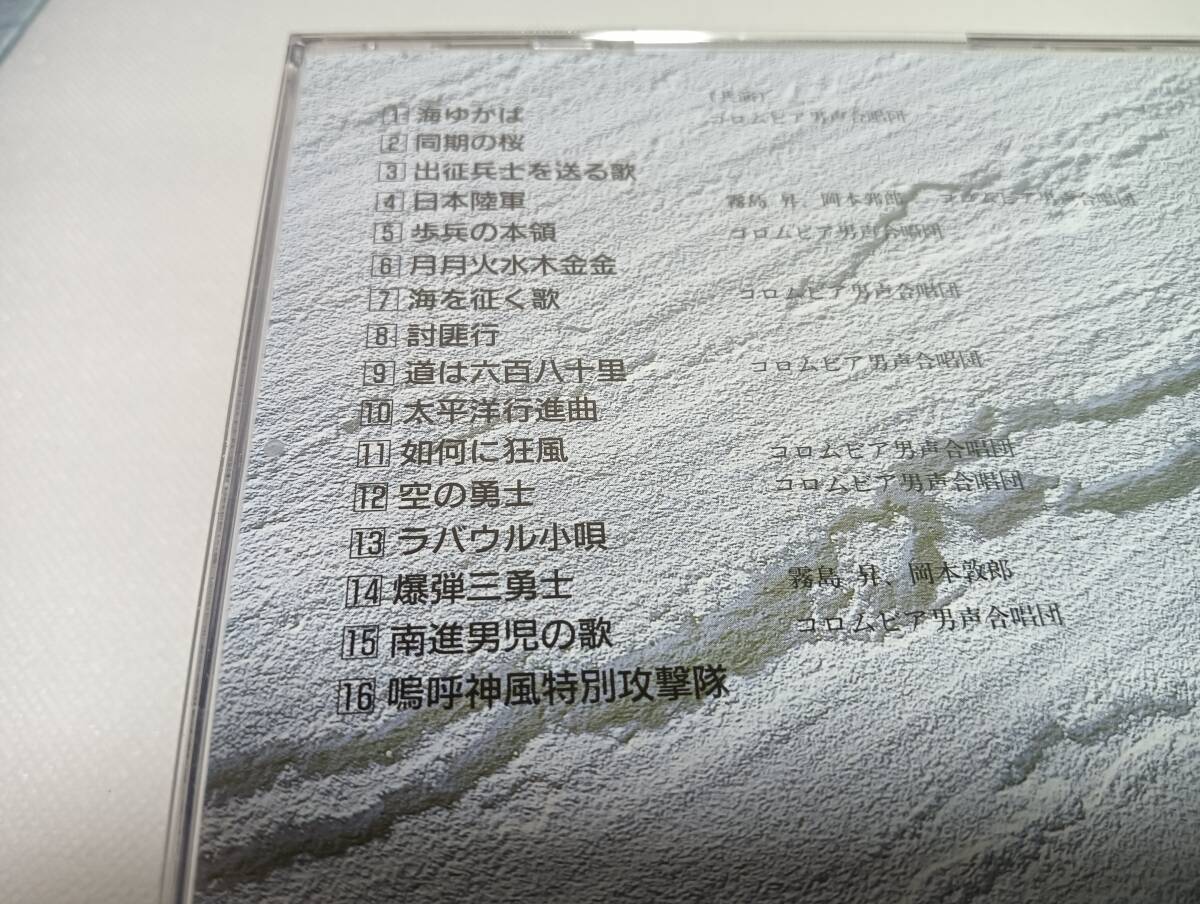 (共演)
1 海ゆかば コロムビア男声合唱団
2 同期の桜
3 出征兵士を送る歌
4 日本陸軍 霧島 昇、岡本敦郎 コロムビア男声合唱団
5 歩兵の本領 コロムビア男声合唱団
6 月月火水木金金
7 海を征く歌 コロムビア男声合唱団
8 討匪行
9 道は六百八十里 コロムビア男声合唱団
10 太平洋行進曲
11 如何に狂風 コロムビア男声合唱団
12 空の勇士 コロムビア男声合唱団
13 ラバウル小唄
14 爆弾三勇士 霧島 昇、岡本敦郎
15 南進男児の歌 コロムビア男声合唱団
16 嗚呼神風特別攻撃隊